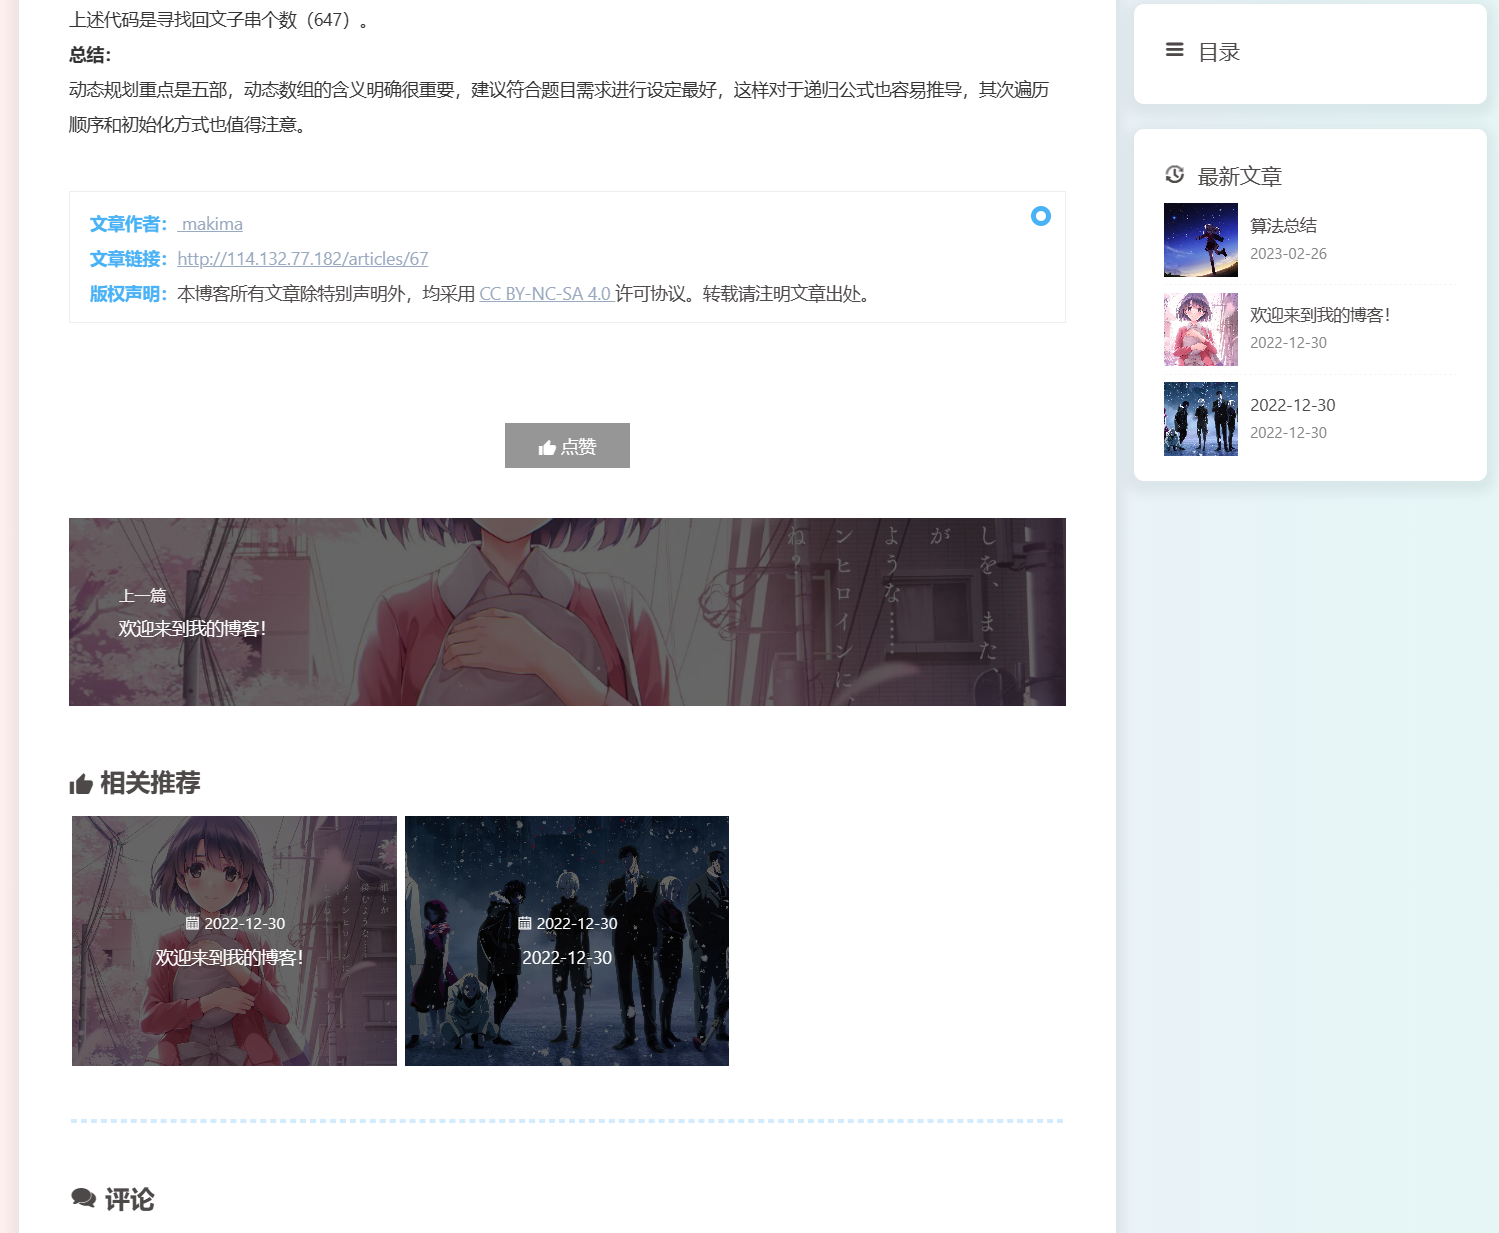 上述代码是寻找回文子串个数（647）。
总结：
动态规划重点是五部，动态数组的含义明确很重要，建议符合题目需求进行设定最好，这样对于递归公式也容易推导，其次遍历
顺序和初始化方式也值得注意。
文章作者： makima
文章链接：http://114.132.77.182/articles/67
版权声明：本博客所有文章除特别声明外，均采用 CC BY-NC-SA 4.0 许可协议。转载请注明文章出处。
点赞
しを、また、
が
ような……
ンヒロインに、
ね？
上一篇
欢迎来到我的博客！
相关推荐
2022-12-30
欢迎来到我的博客！
2022-12-30
2022-12-30
评论
目录
最新文章
算法总结
2023-02-26
欢迎来到我的博客！
2022-12-30
2022-12-30
2022-12-30